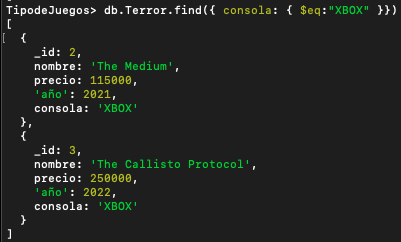 TipodeJuegos> db.Terror.find({ consola: { $eq:"XBOX" }})
[
  {
    _id: 2,
    nombre: 'The Medium',
    precio: 115000,
    'año': 2021,
    consola: 'XBOX'
  },
  {
    _id: 3,
    nombre: 'The Callisto Protocol',
    precio: 250000,
    'año': 2022,
    consola: 'XBOX'
  }
]